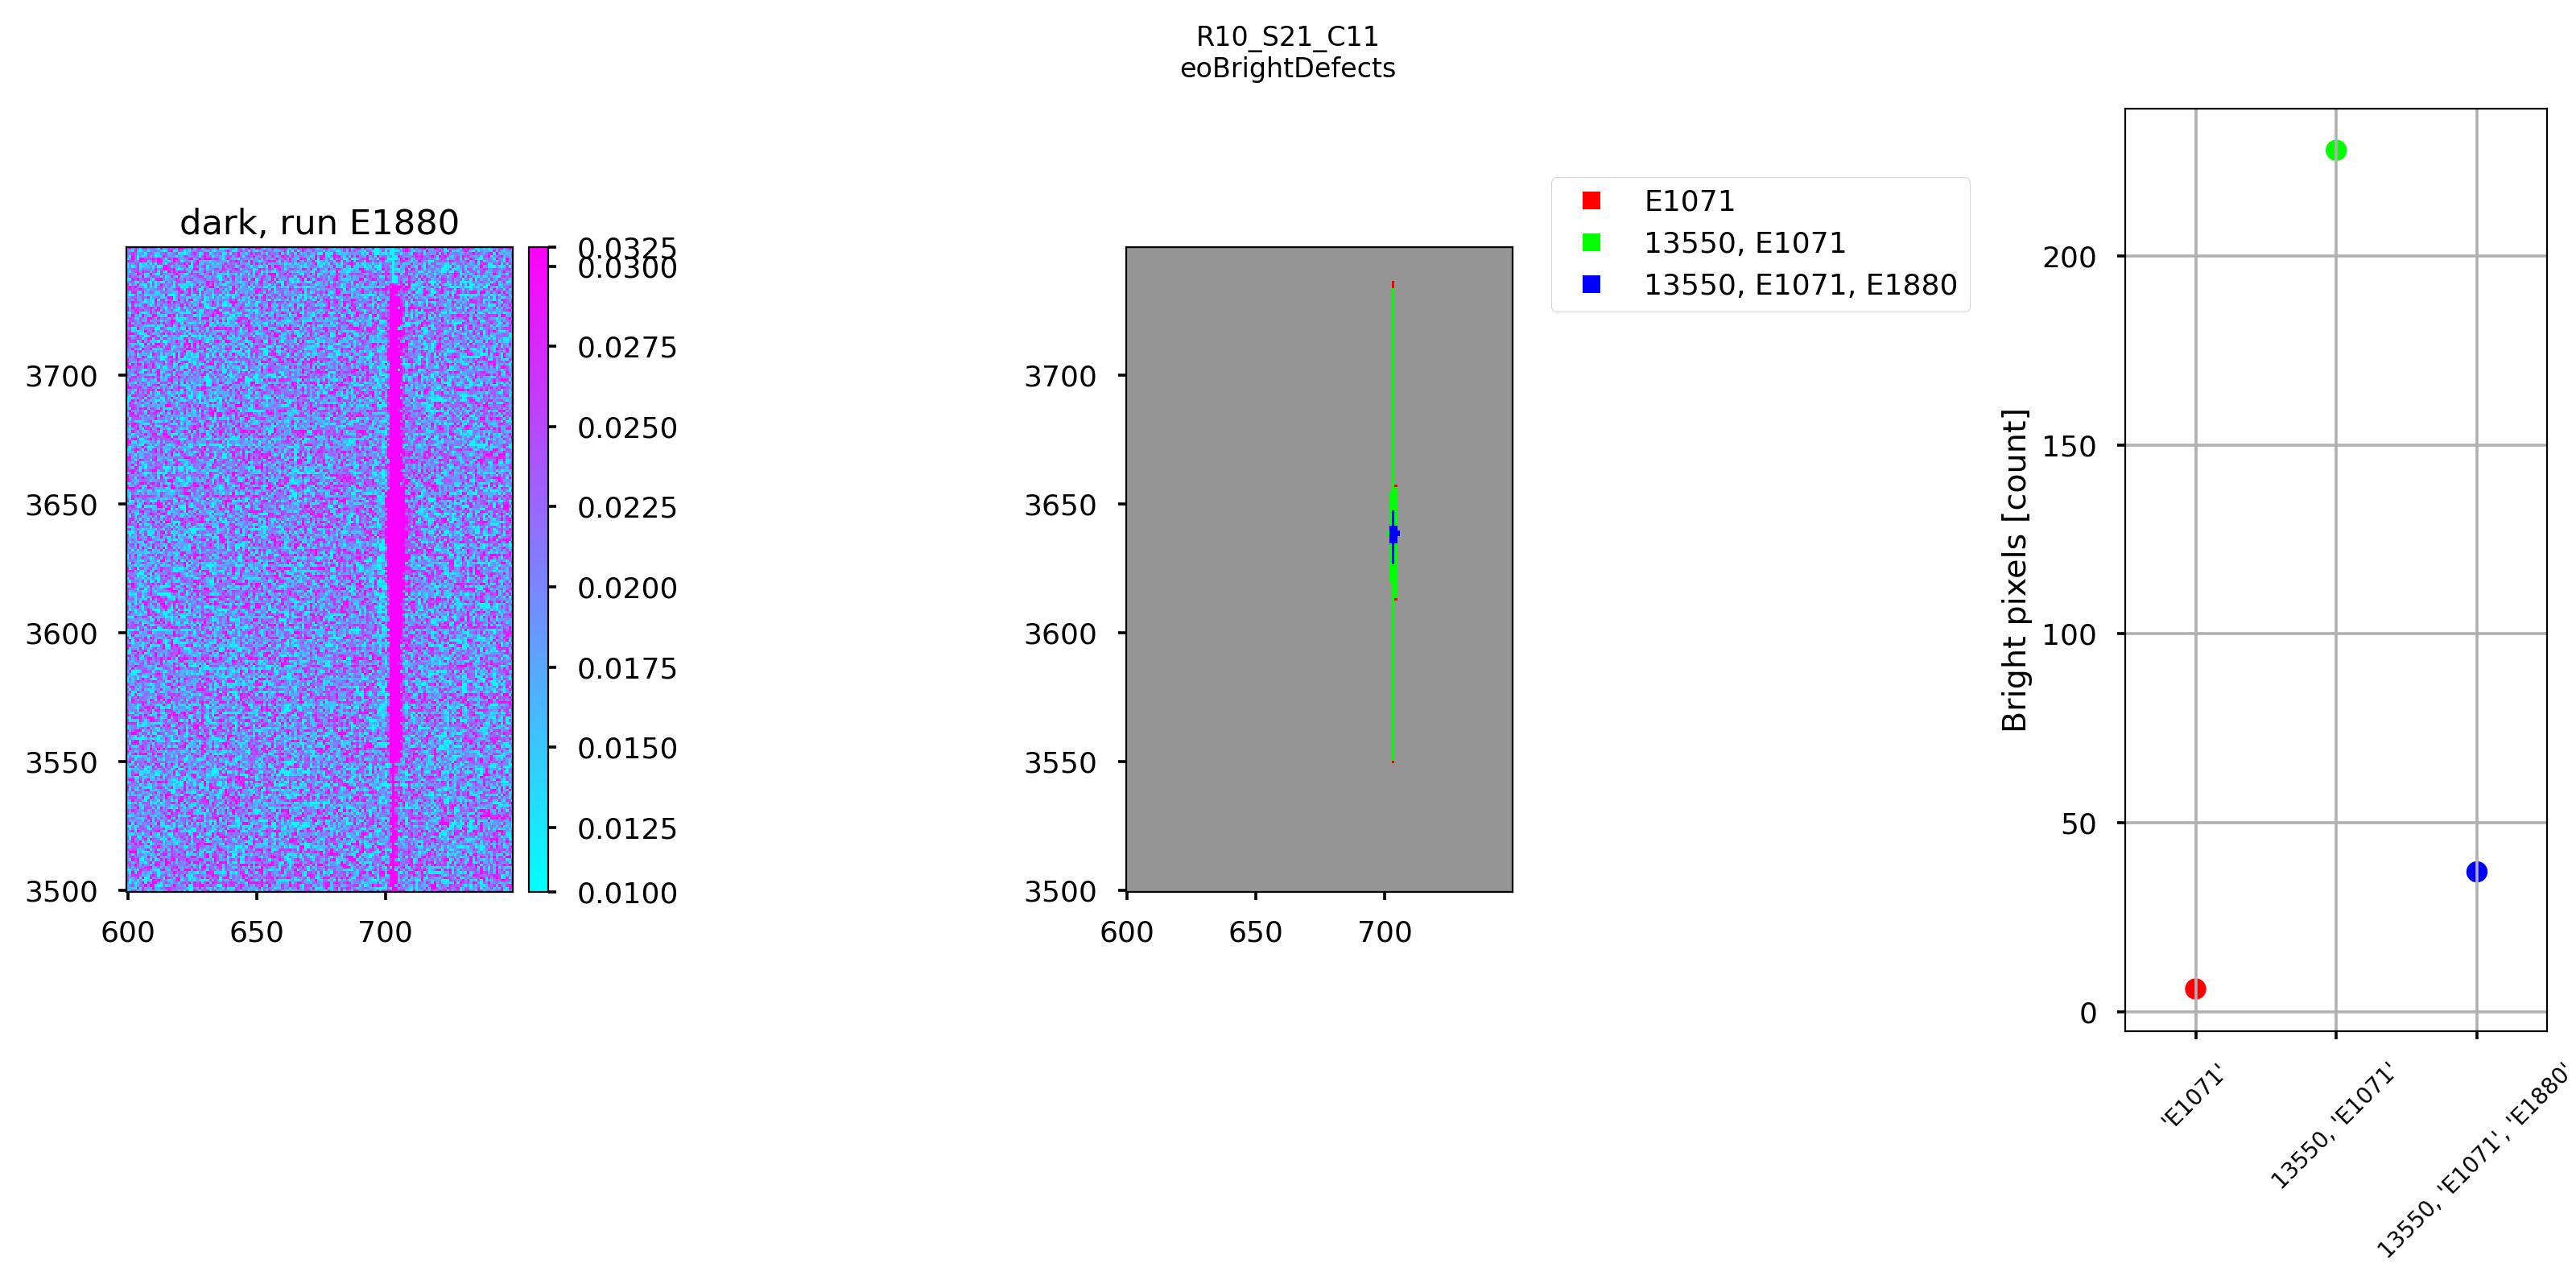 R10_S21_C11
eoBrightDefects
dark, run E1880
3700
3650
3600
3550
3500
600 650 700
0.0325
0.0300
0.0275
0.0250
0.0225
0.0200
0.0175
0.0150
0.0125
0.0100
3700
3650
3600
3550
3500
600 650 700
E1071
13550, E1071
13550, E1071, E1880
Bright pixels [count]
200
150
100
50
0
'E1071'
13550, 'E1071'
13550, 'E1071', 'E1880'